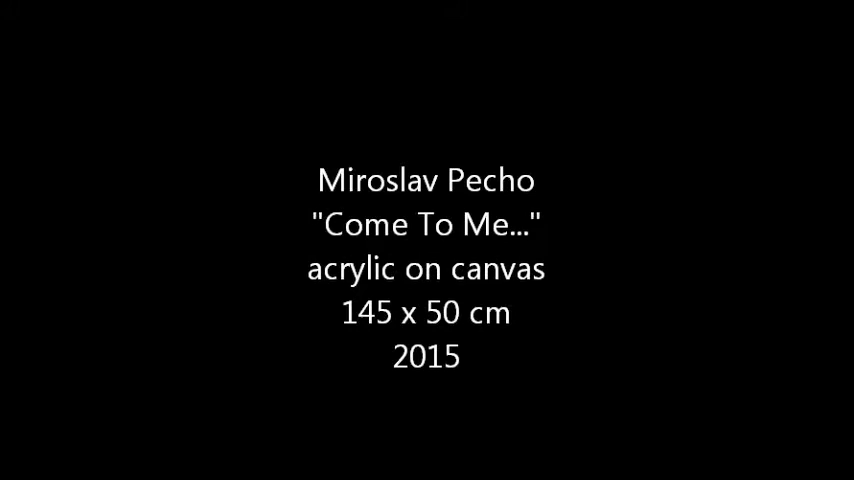 Miroslav Pecho
"Come To Me..."
acrylic on canvas
145 x 50 cm
2015